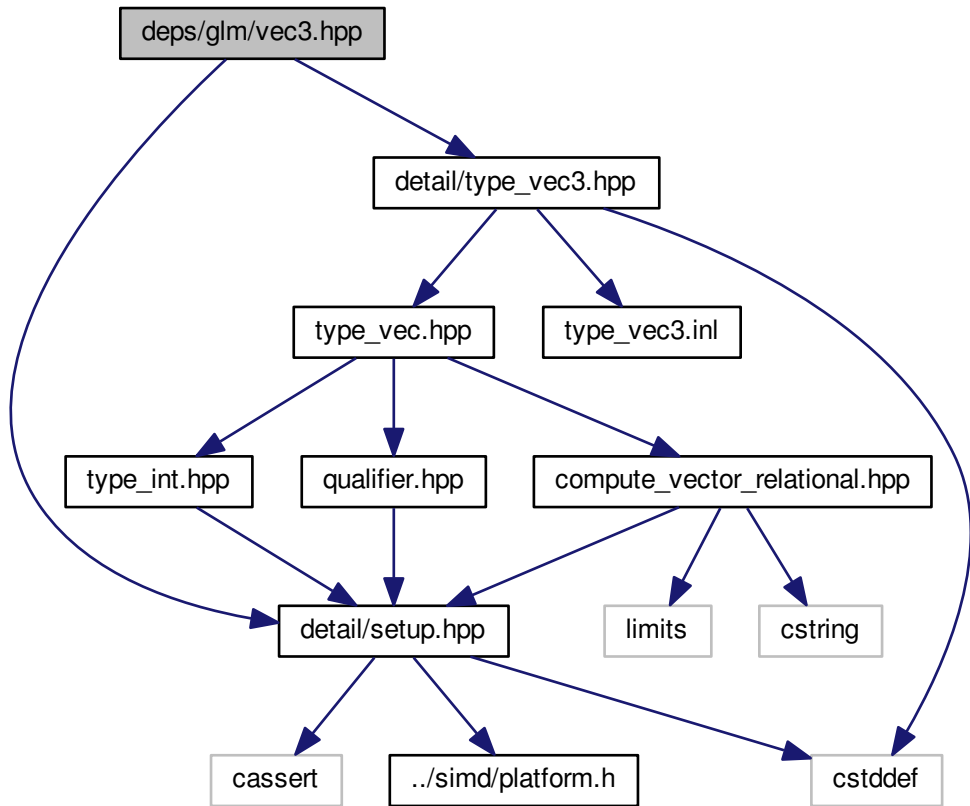 deps/glm/vec3.hpp
detail/type_vec3.hpp
type_vec.hpp
type_vec3.inl
type_int.hpp
qualifier.hpp
compute_vector_relational.hpp
detail/setup.hpp
limits
cstring
cassert
../simd/platform.h
cstddef